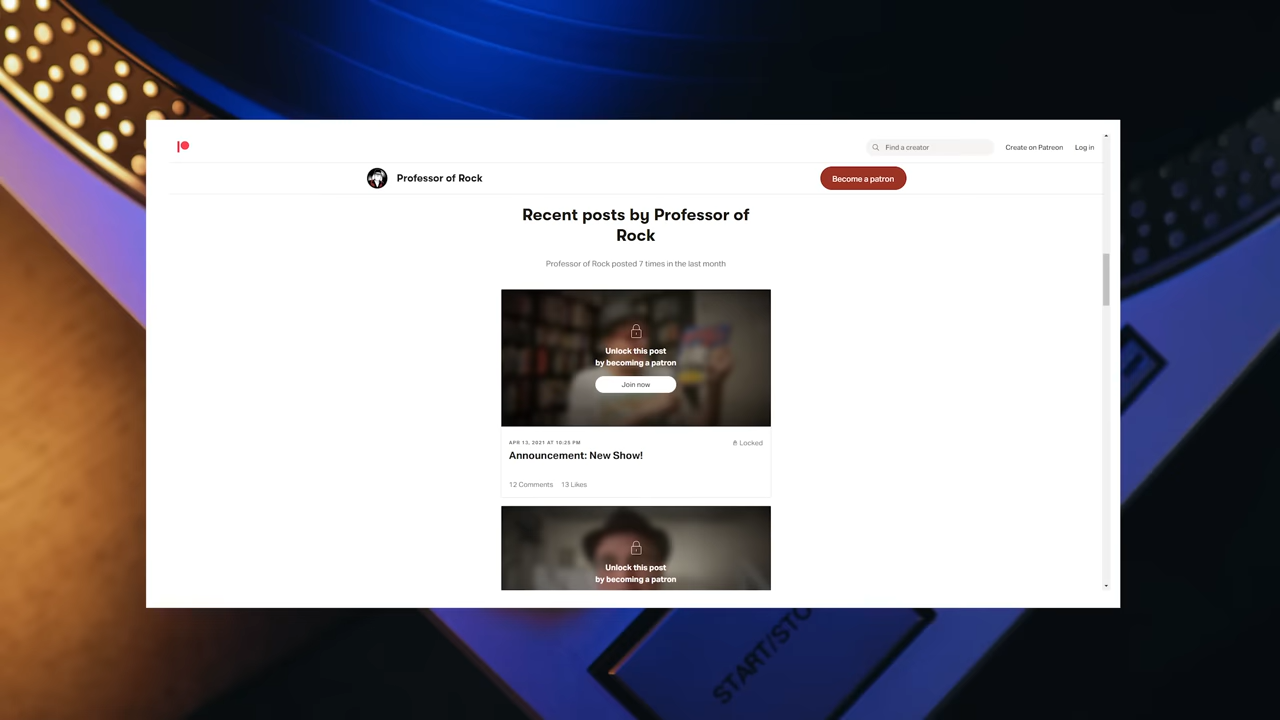 Find a creator
Create on Patreon
Log in
Professor of Rock
Become a patron
Recent posts by Professor of
Rock
Professor of Rock posted 7 times in the last month
Unlock this post
by becoming a patron
Join now
APR 13, 2021 AT 10:25 PM
Locked
Announcement: New Show!
12 Comments
13 Likes
Unlock this post
by becoming a patron
START/STO